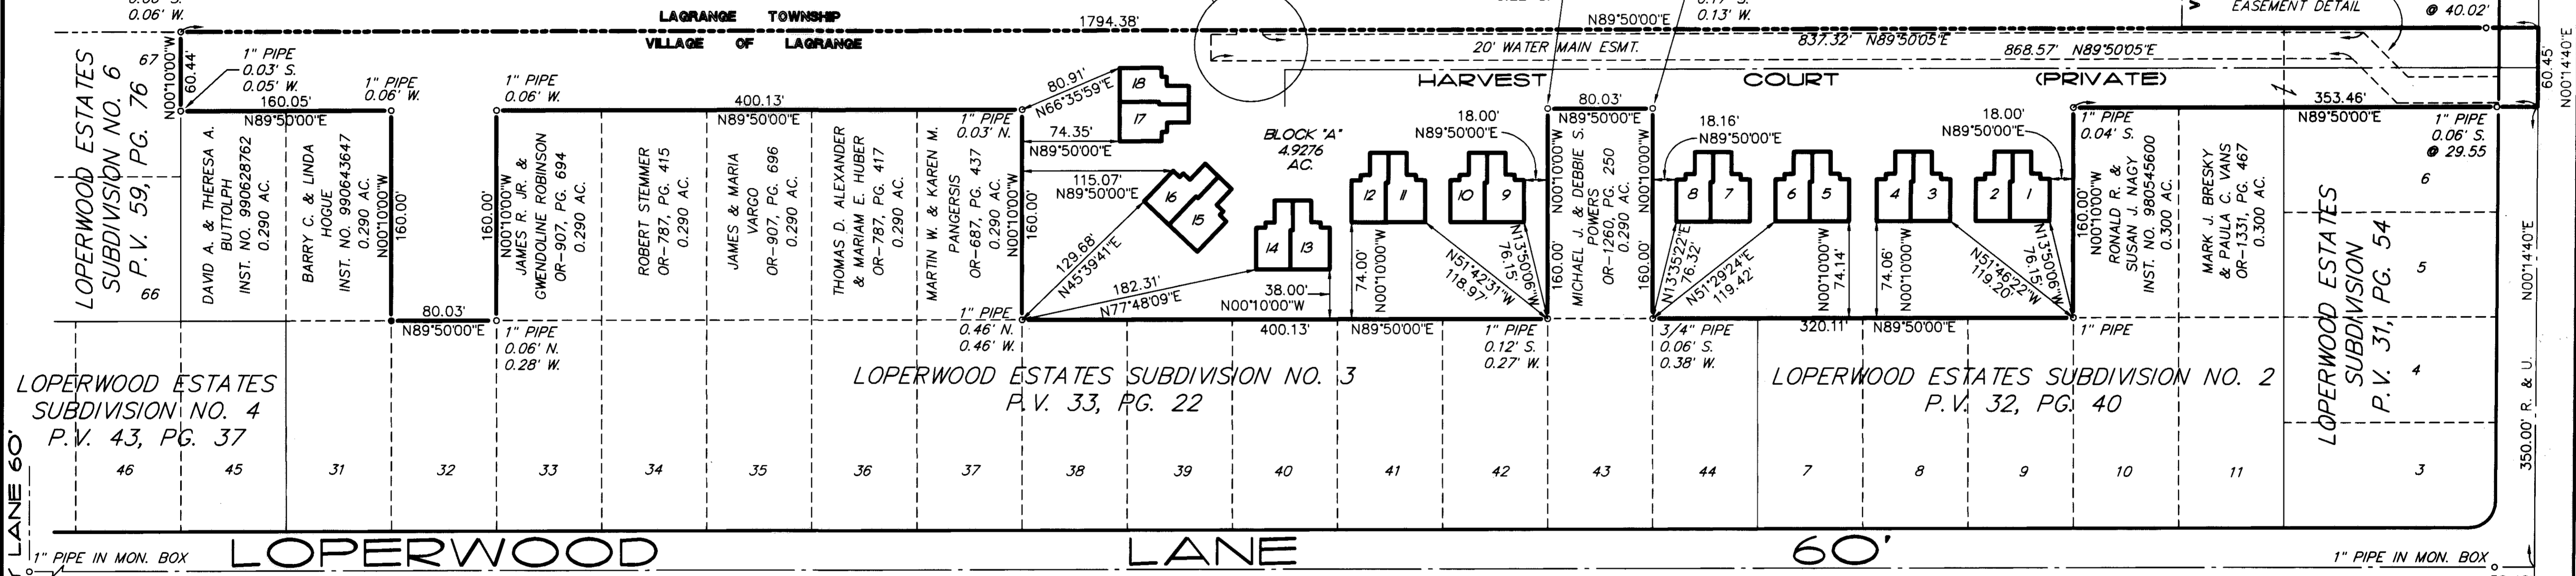 0.06' W.
LAGRANGE TOWNSHIP
VILLAGE OF LAGRANGE
1794.38'
N89°50'00"E
0.13' W.
EASEMENT DETAIL
@ 40.02'
20' WATER MAIN ESMT.
837.32' N89°50'05"E
868.57' N89°50'05"E
HARVEST COURT (PRIVATE)
60.45'
N00°14'40"E
LOPERWOOD ESTATES
SUBDIVISION NO. 6
P.V. 59, PG. 76
67
66
N00°10'00"W
60.44'
1" PIPE
0.03' S.
0.05' W.
160.05'
N89°50'00"E
1" PIPE
0.06' W.
1" PIPE
0.06' W.
400.13'
N89°50'00"E
1" PIPE
0.03' N.
DAVID A. & THERESA A.
BUTTOLPH
INST. NO. 990628762
0.290 AC.
BARRY C. & LINDA
HOGUE
INST. NO. 990643647
0.290 AC.
N00°10'00"W
160.00'
80.03'
N89°50'00"E
160.00'
N00°10'00"W
1" PIPE
0.06' N.
0.28' W.
JAMES R. JR. &
GWENDOLINE ROBINSON
OR-907, PG. 694
0.290 AC.
ROBERT STEMMER
OR-787, PG. 415
0.290 AC.
JAMES & MARIA
VARGO
OR-907, PG. 696
0.290 AC.
THOMAS D. ALEXANDER
& MARIAM E. HUBER
OR-787, PG. 417
0.290 AC.
MARTIN W. & KAREN M.
PANGERSIS
OR-687, PG. 437
0.290 AC.
N00°10'00"W
160.00'
1" PIPE
0.46' N.
0.46' W.
80.91'
N66°35'59"E
18
17
74.35'
N89°50'00"E
115.07'
N89°50'00"E
16
15
129.68'
N45°39'41"E
182.31'
N77°48'09"E
14
13
38.00'
N00°10'00"W
BLOCK "A"
4.9276
AC.
400.13'
N89°50'00"E
12
11
10
9
18.00'
N89°50'00"E
74.00'
N00°10'00"W
N51°42'31"W
118.97'
N13°50'06"W
76.15'
1" PIPE
0.12' S.
0.27' W.
80.03'
N89°50'00"E
N00°10'00"W
160.00'
MICHAEL J. & DEBBIE S.
POWERS
OR-1260, PG. 250
0.290 AC.
N00°10'00"W
160.00'
3/4" PIPE
0.06' S.
0.38' W.
18.16'
N89°50'00"E
8
7
6
5
4
3
2
1
N13°35'22"E
76.32'
N51°29'24"E
119.42'
N00°10'00"W
74.14'
74.06'
N00°10'00"W
N51°46'22"W
119.20'
N13°50'06"W
76.15'
18.00'
N89°50'00"E
320.11'
N89°50'00"E
1" PIPE
1" PIPE
0.04' S.
160.00'
N00°10'00"W
RONALD R. &
SUSAN J. NAGY
INST. NO. 980545600
0.300 AC.
MARK J. BRESKY
& PAULA C. VANS
OR-1331, PG. 467
0.300 AC.
353.46'
N89°50'00"E
1" PIPE
0.06' S.
@ 29.55
LOPERWOOD ESTATES
SUBDIVISION
P.V. 31, PG. 54
6
5
4
3
N00°14'40"E
350.00' R. & U.
LOPERWOOD ESTATES
SUBDIVISION NO. 4
P.V. 43, PG. 37
LOPERWOOD ESTATES SUBDIVISION NO. 3
P.V. 33, PG. 22
LOPERWOOD ESTATES SUBDIVISION NO. 2
P.V. 32, PG. 40
46 45 31 32 33 34 35 36 37 38 39 40 41 42 43 44 7 8 9 10 11
LANE 60'
1" PIPE IN MON. BOX
LOPERWOOD LANE 60'
1" PIPE IN MON. BOX